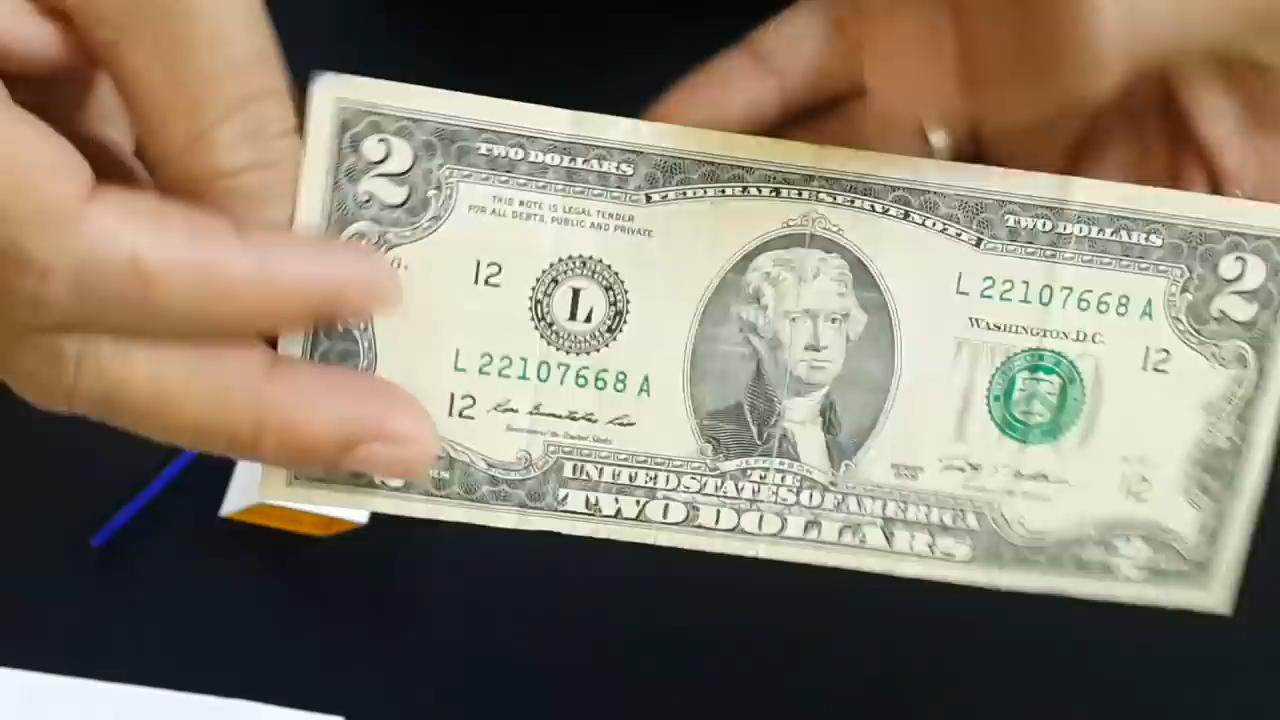 2
TWO DOLLARS
FEDERAL RESERVE NOTE
TWO DOLLARS
2
THIS NOTE IS LEGAL TENDER
FOR ALL DEBTS, PUBLIC AND PRIVATE
12
L
L 22107668 A
WASHINGTON, D.C.
12
L 22107668 A
12
JEFFERSON
12
THE
UNITED STATES OF AMERICA
TWO DOLLARS